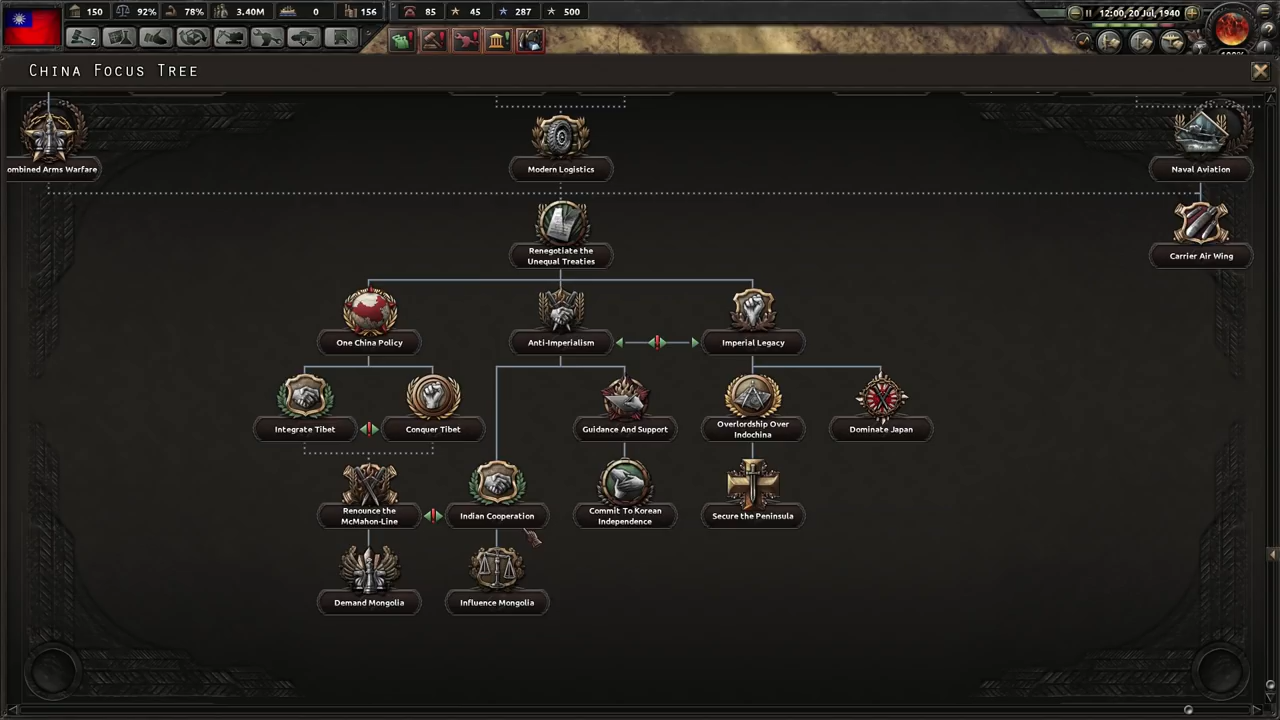 150
92%
78%
3.40M
0
156
85
45
287
500
12:00, 20 Jul, 1940
China Focus Tree
ombined Arms Warfare
Modern Logistics
Naval Aviation
Renegotiate the
Unequal Treaties
Carrier Air Wing
One China Policy
Anti-Imperialism
Imperial Legacy
Integrate Tibet
Conquer Tibet
Guidance And Support
Overlordship Over
Indochina
Dominate Japan
Renounce the
McMahon-Line
Indian Cooperation
Commit To Korean
Independence
Secure the Peninsula
Demand Mongolia
Influence Mongolia